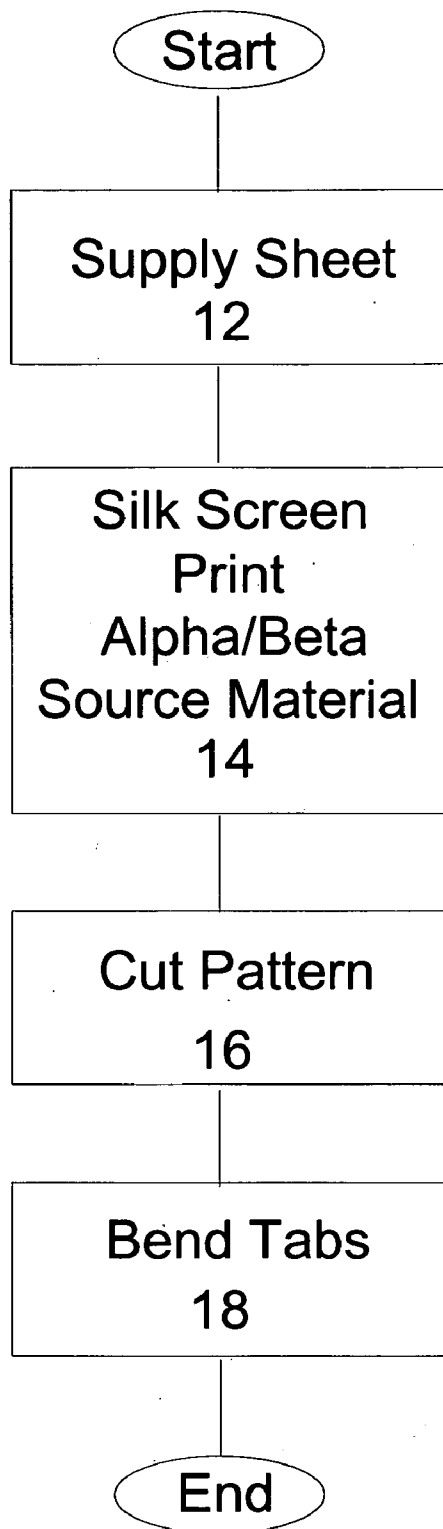 Start
Supply Sheet
12
Silk Screen
Print
Alpha/Beta
Source Material
14
Cut Pattern
16
Bend Tabs
18
End